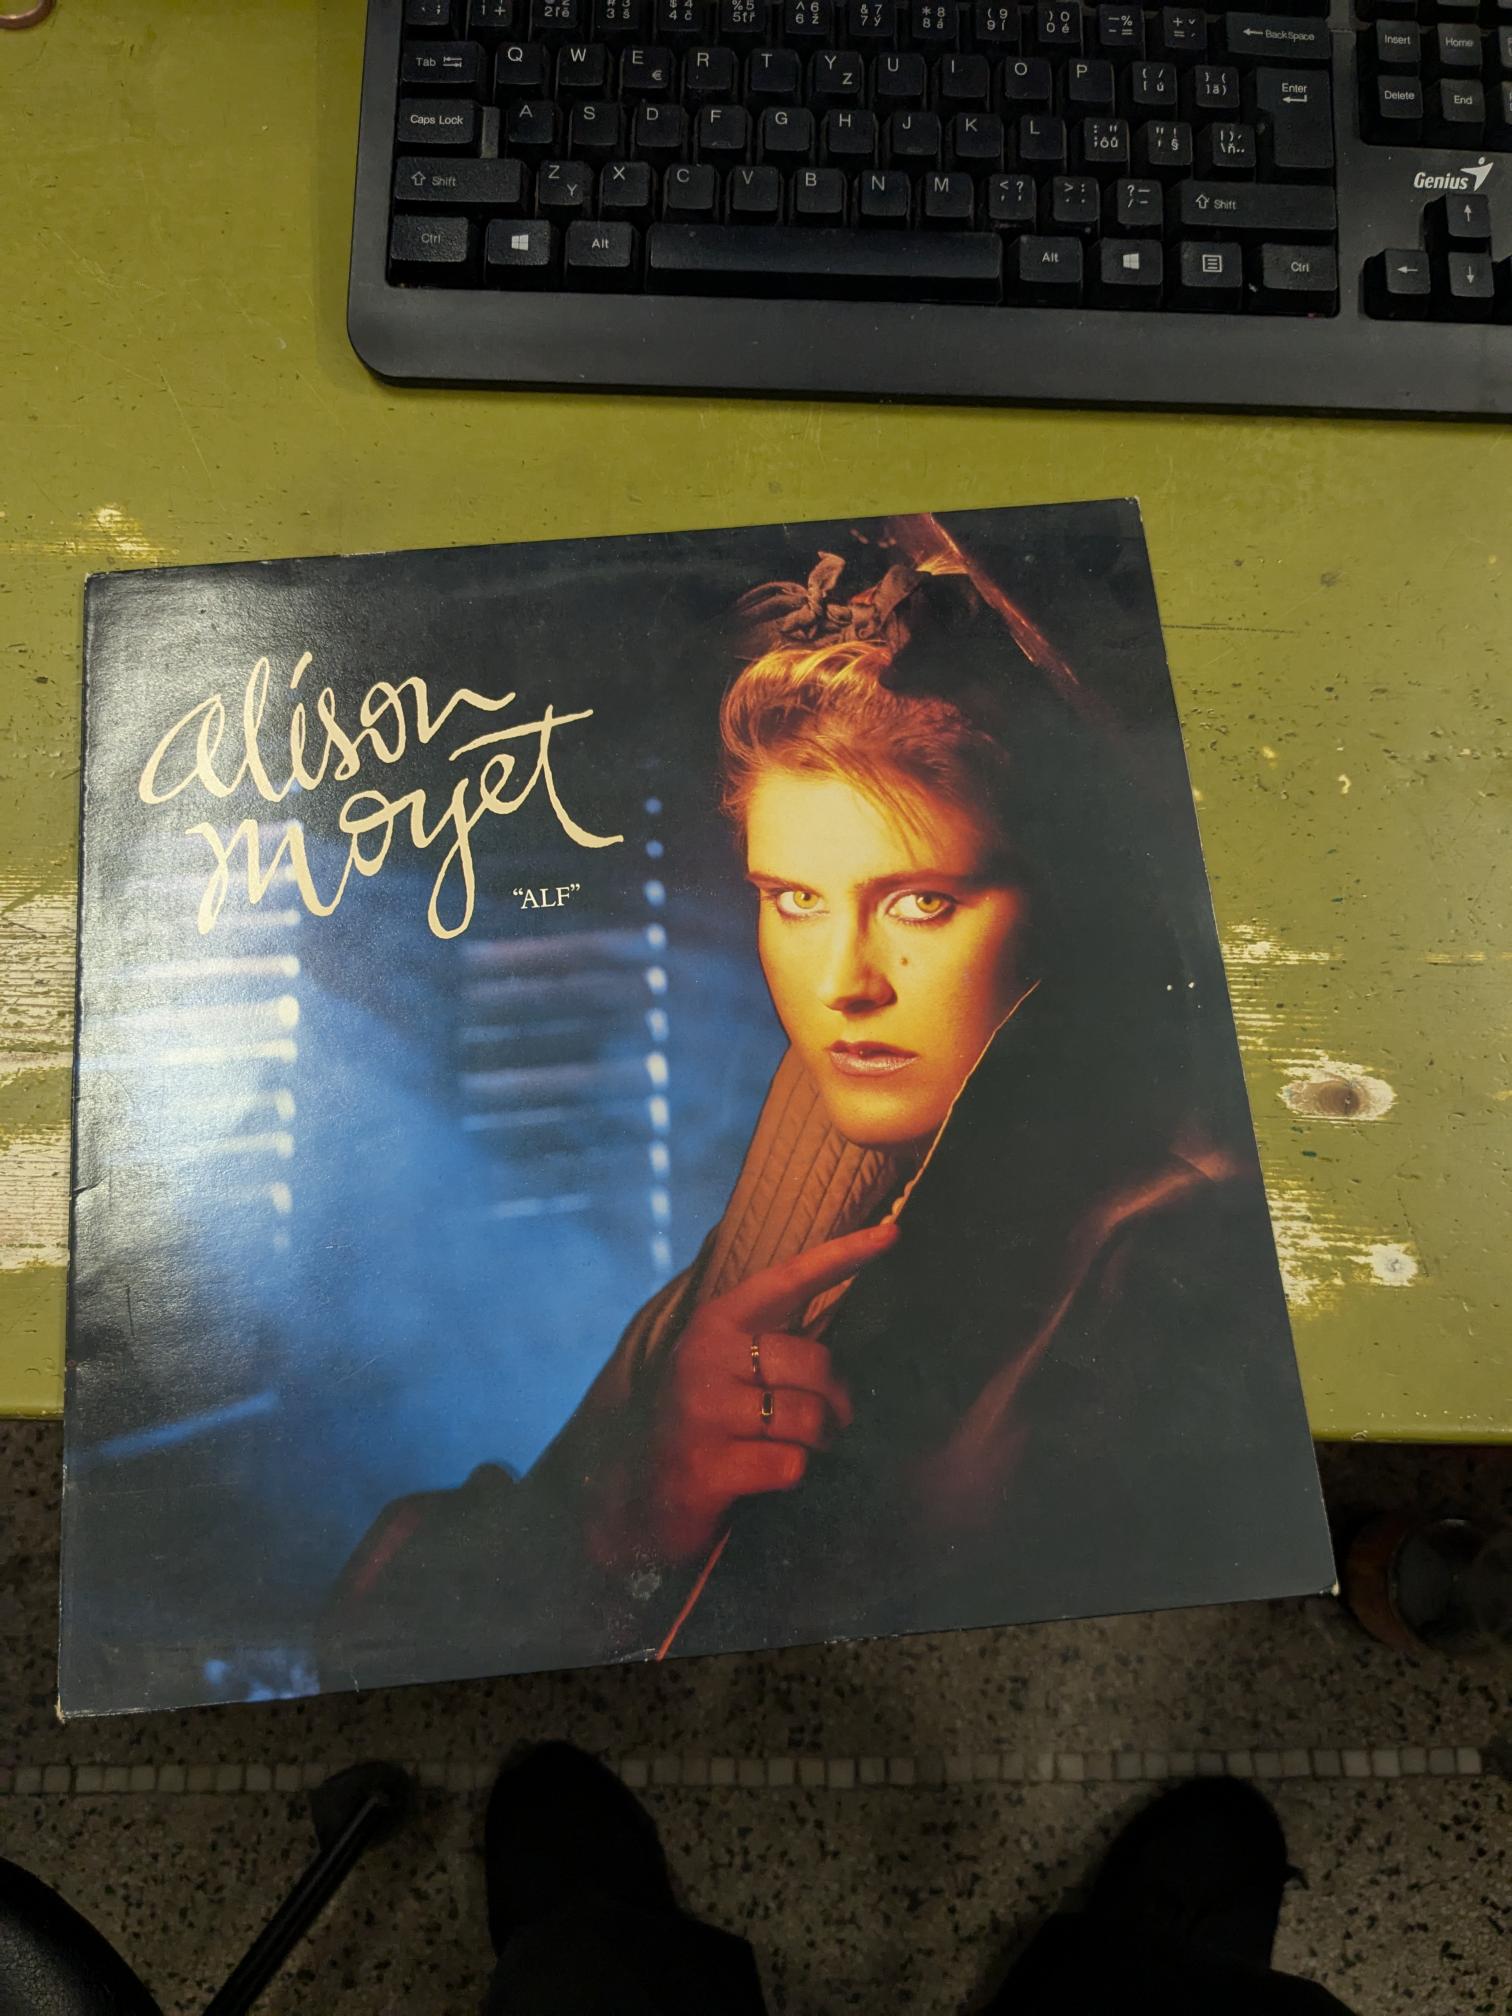 Tab Q W E € R T Y Z U I O P Enter
BackSpace Insert Home
Delete End
Caps Lock A S D F G H J K L
Shift Z Y X C V B N M Shift
Genius
Ctrl Alt Alt Ctrl
alison
moyet
“ALF”